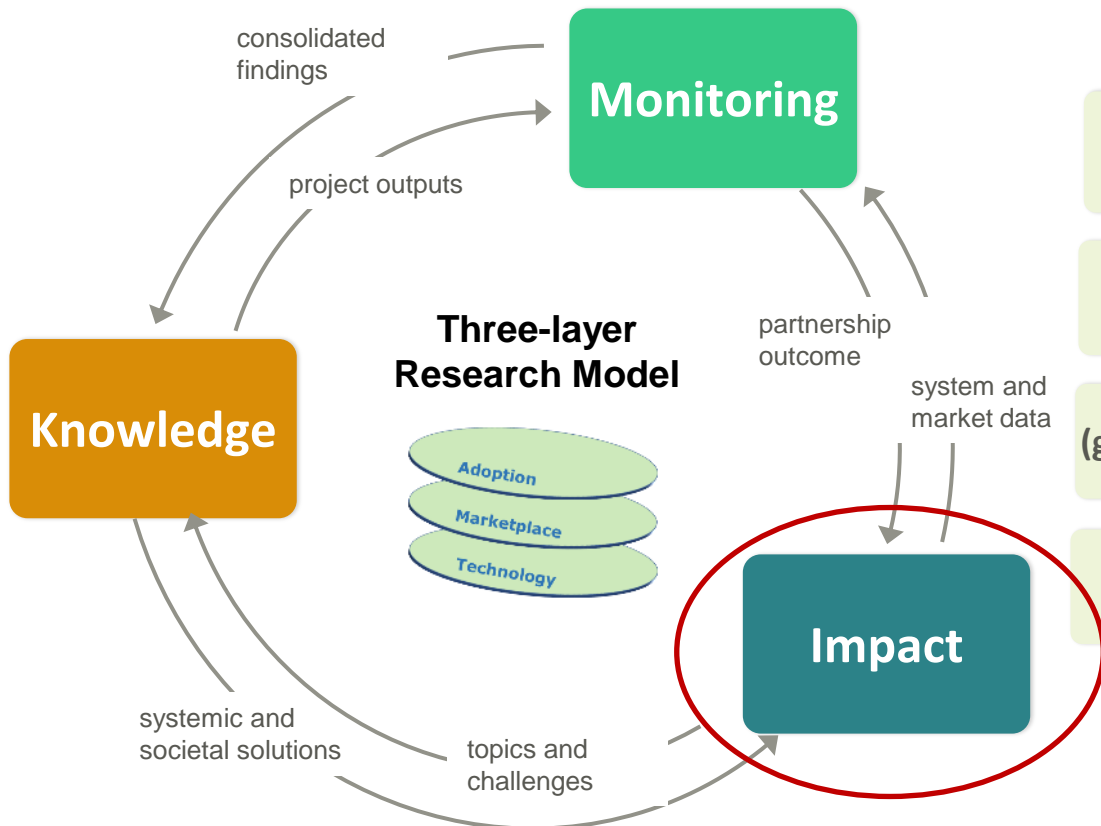 consolidated
findings
Monitoring
project outputs
Three-layer
Research Model
partnership
outcome
system and
market data
Knowledge
(g
Adoption
Marketplace
Technology
Impact
systemic and
societal solutions
topics and
challenges